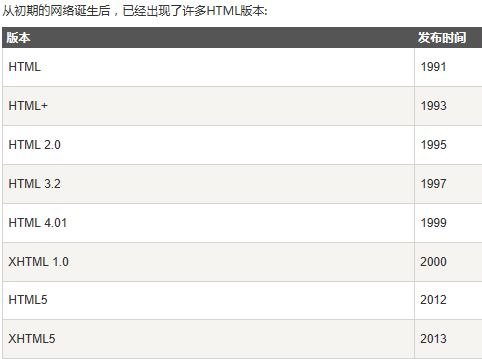 从初期的网络诞生后，已经出现了许多HTML版本:
版本 发布时间
HTML 1991
HTML+ 1993
HTML 2.0 1995
HTML 3.2 1997
HTML 4.01 1999
XHTML 1.0 2000
HTML5 2012
XHTML5 2013